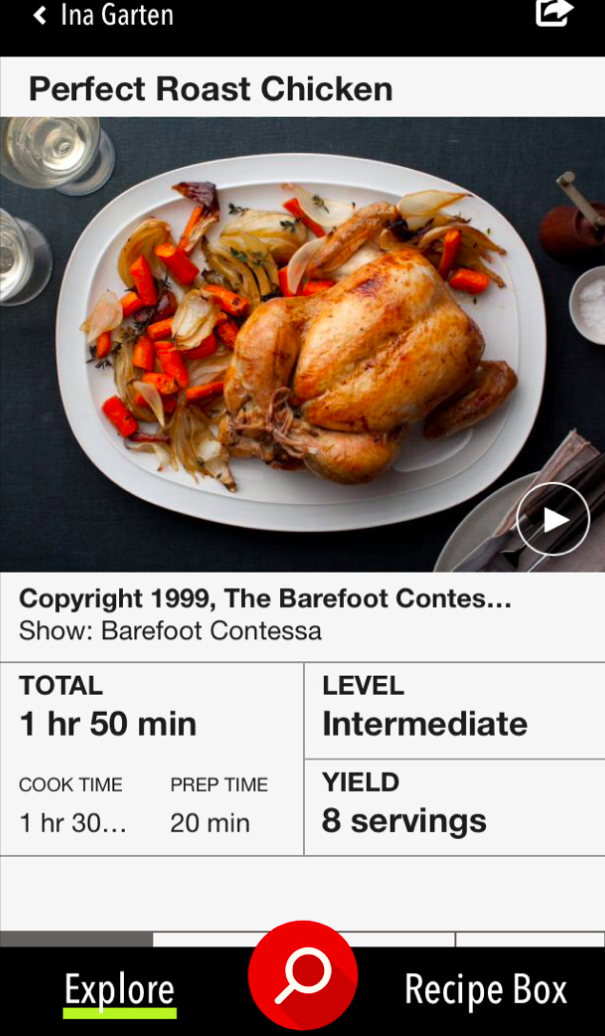 Ina Garten
Perfect Roast Chicken
Copyright 1999, The Barefoot Contes...
Show: Barefoot Contessa
TOTAL
1 hr 50 min
COOK TIME PREP TIME
1 hr 30... 20 min
LEVEL
Intermediate
YIELD
8 servings
Explore
Recipe Box